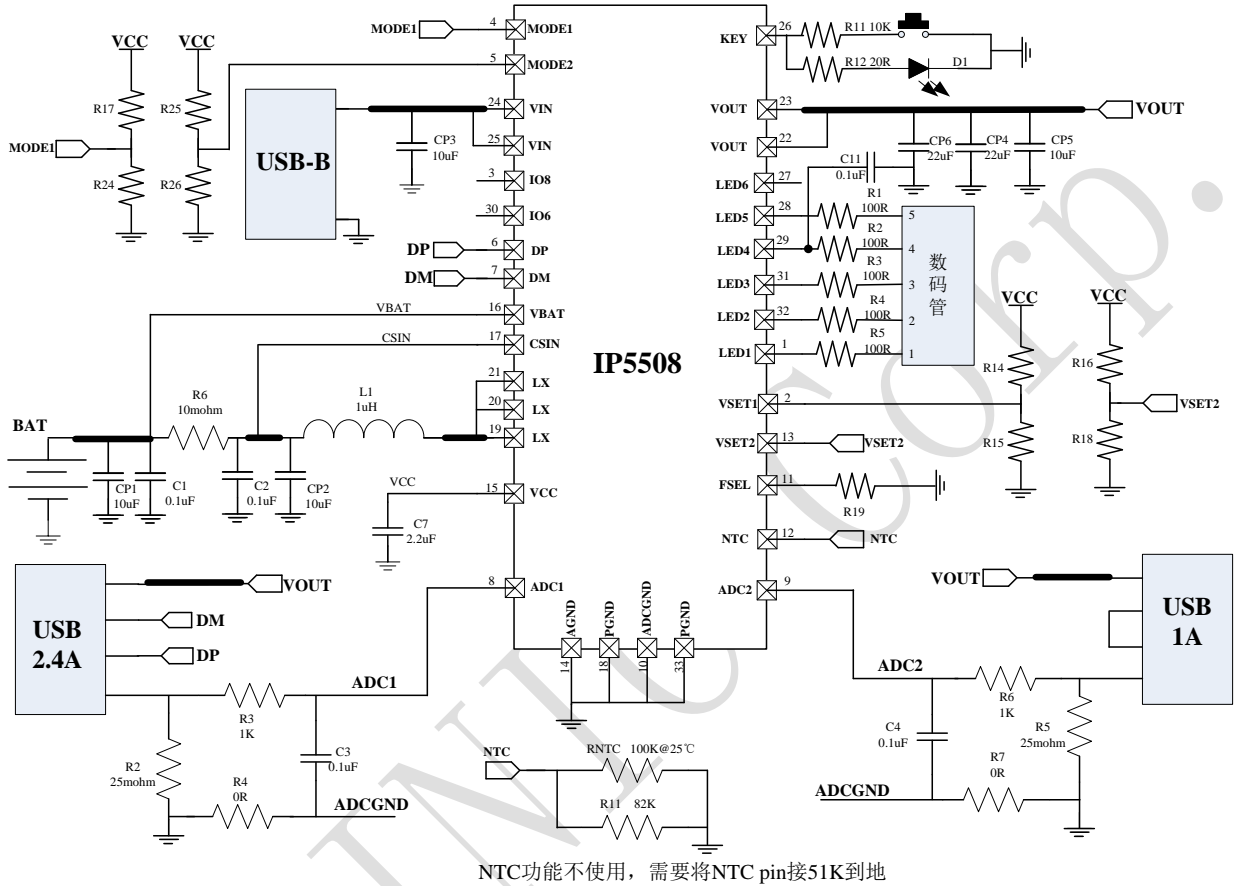 MODE1 4 MODE1
VCC VCC
5 MODE2
R17 R25
MODE1
R24 R26
USB-B
24 VIN
25 VIN
CP3
10uF
3 IO8
30 IO6
DP 6 DP
DM 7 DM
VBAT 16 VBAT
CSIN 17 CSIN
21 LX
20 LX
19 LX
R6
10mohm
L1
1uH
BAT
CP1
10uF
C1
0.1uF
C2
0.1uF
CP2
10uF
VCC 15 VCC
C7
2.2uF
IP5508
KEY 26 R11 10K
R12 20R D1
VOUT 23 VOUT
VOUT 22
CP6
22uF
CP4
22uF
CP5
10uF
C11
0.1uF
LED6 27
LED5 28 R1 100R 5
LED4 29 R2 100R 4
LED3 31 R3 100R 3
LED2 32 R4 100R 2
LED1 1 R5 100R 1
数码管
VCC VCC
R14 R16
VSET1 2
VSET2
R15 R18
VSET2 13 VSET2
FSEL 11
R19
NTC 12 NTC
8 ADC1
ADC2 9
AGND PGND ADCGND PGND
14 18 10 33
USB
2.4A
VOUT
DM
DP
ADC1
R3
1K
R2
25mohm
C3
0.1uF
R4
0R
ADCGND
NTC
RNTC 100K@25℃
R11 82K
VOUT
USB
1A
ADC2
R6
1K
C4
0.1uF
R5
25mohm
R7
0R
ADCGND
NTC功能不使用，需要将NTC pin接51K到地
INIC Corp.